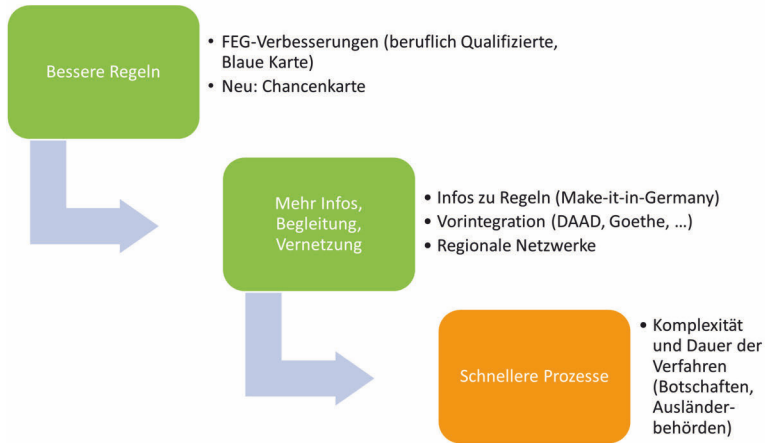 Bessere Regeln
• FEG-Verbesserungen (beruflich Qualifizierte,
Blaue Karte)
• Neu: Chancenkarte
Mehr Infos,
Begleitung,
Vernetzung
• Infos zu Regeln (Make-it-in-Germany)
• Vorintegration (DAAD, Goethe, ...)
• Regionale Netzwerke
Schnellere Prozesse
• Komplexität
und Dauer der
Verfahren
(Botschaften,
Ausländer-
behörden)